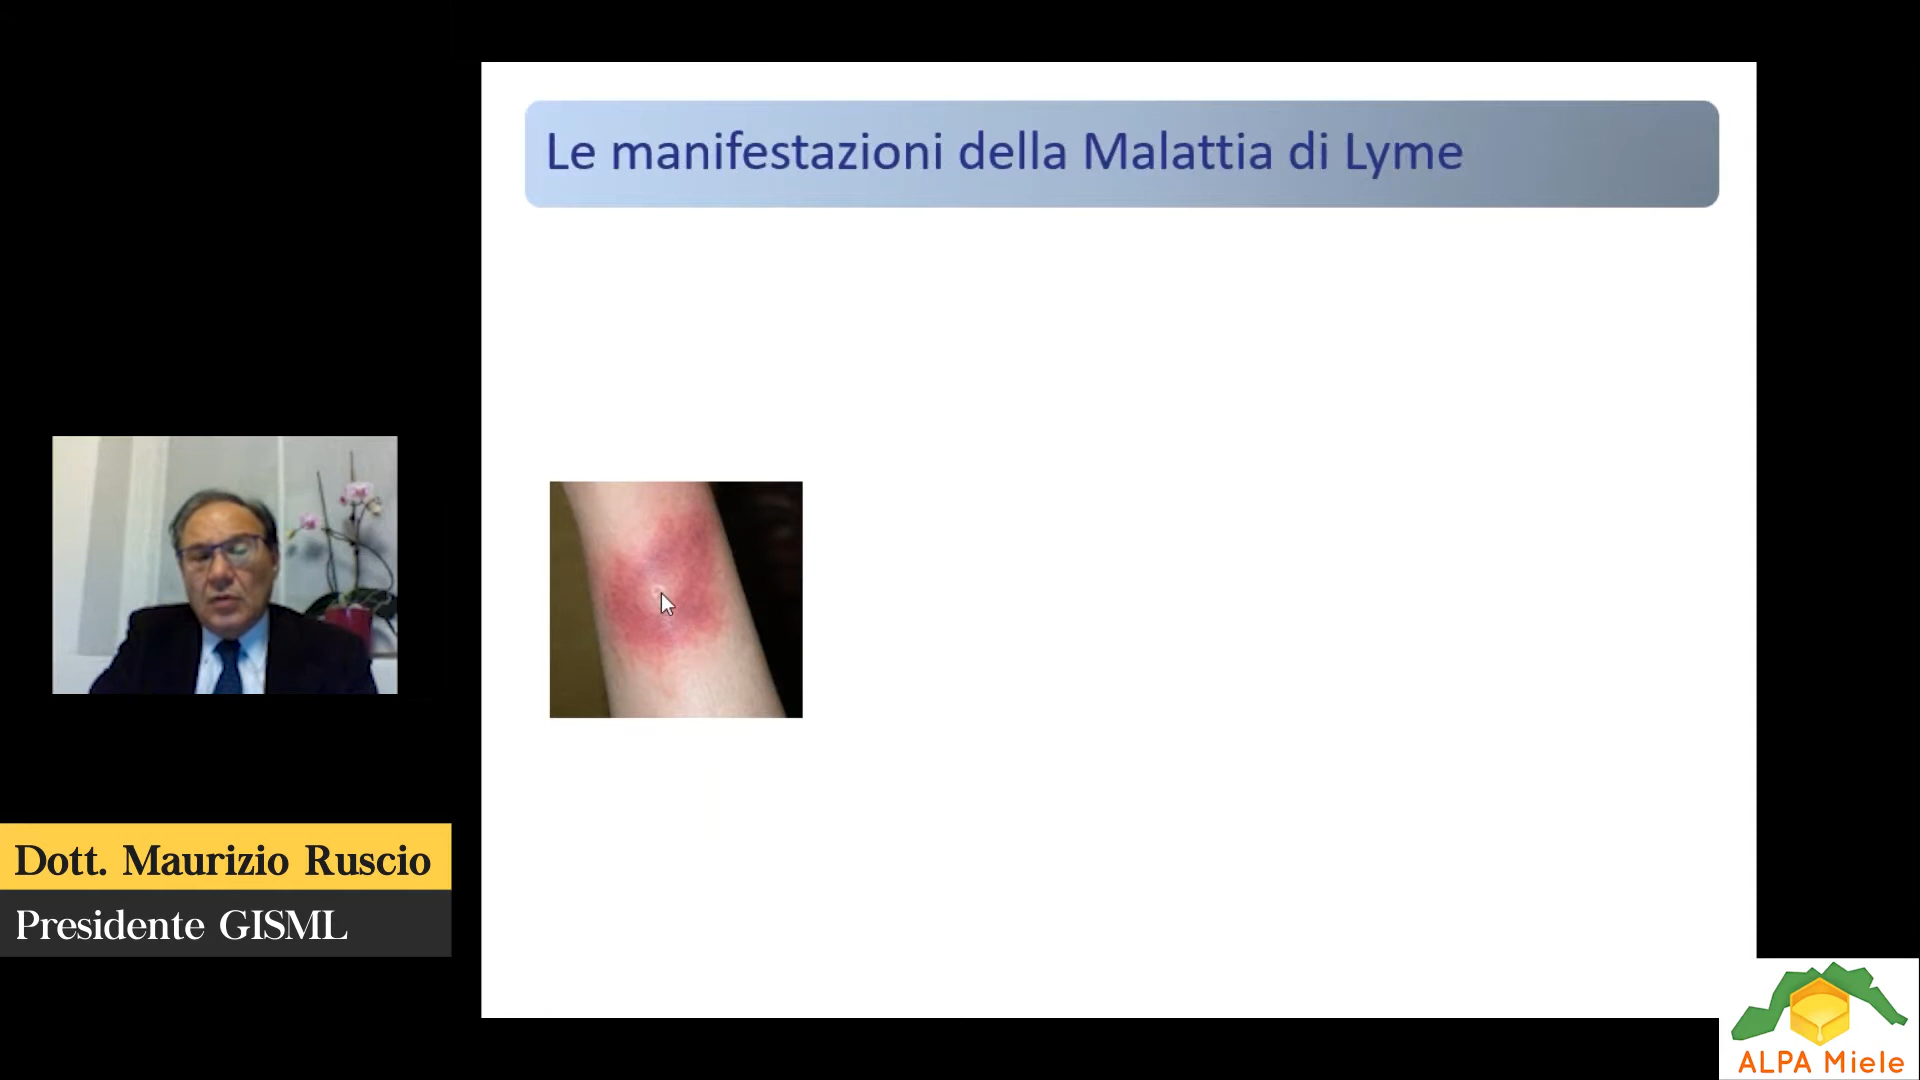 Le manifestazioni della Malattia di Lyme
Dott. Maurizio Ruscio
Presidente GISML
ALPA Miele